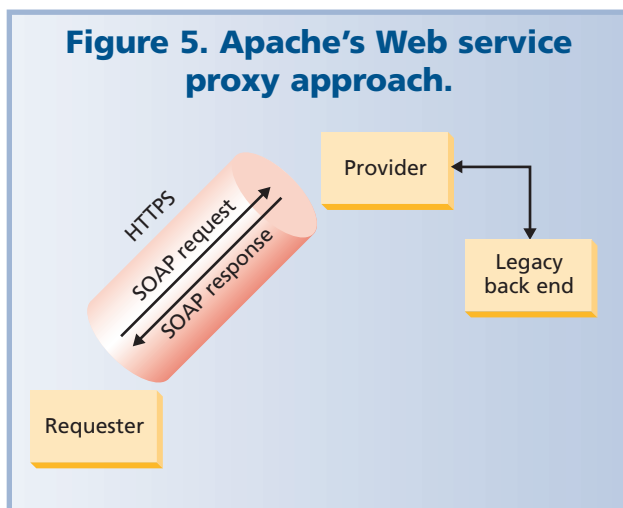 Figure 5. Apache's Web service
proxy approach.
Provider
HTTPS
SOAP request
SOAP response
Legacy
back end
Requester